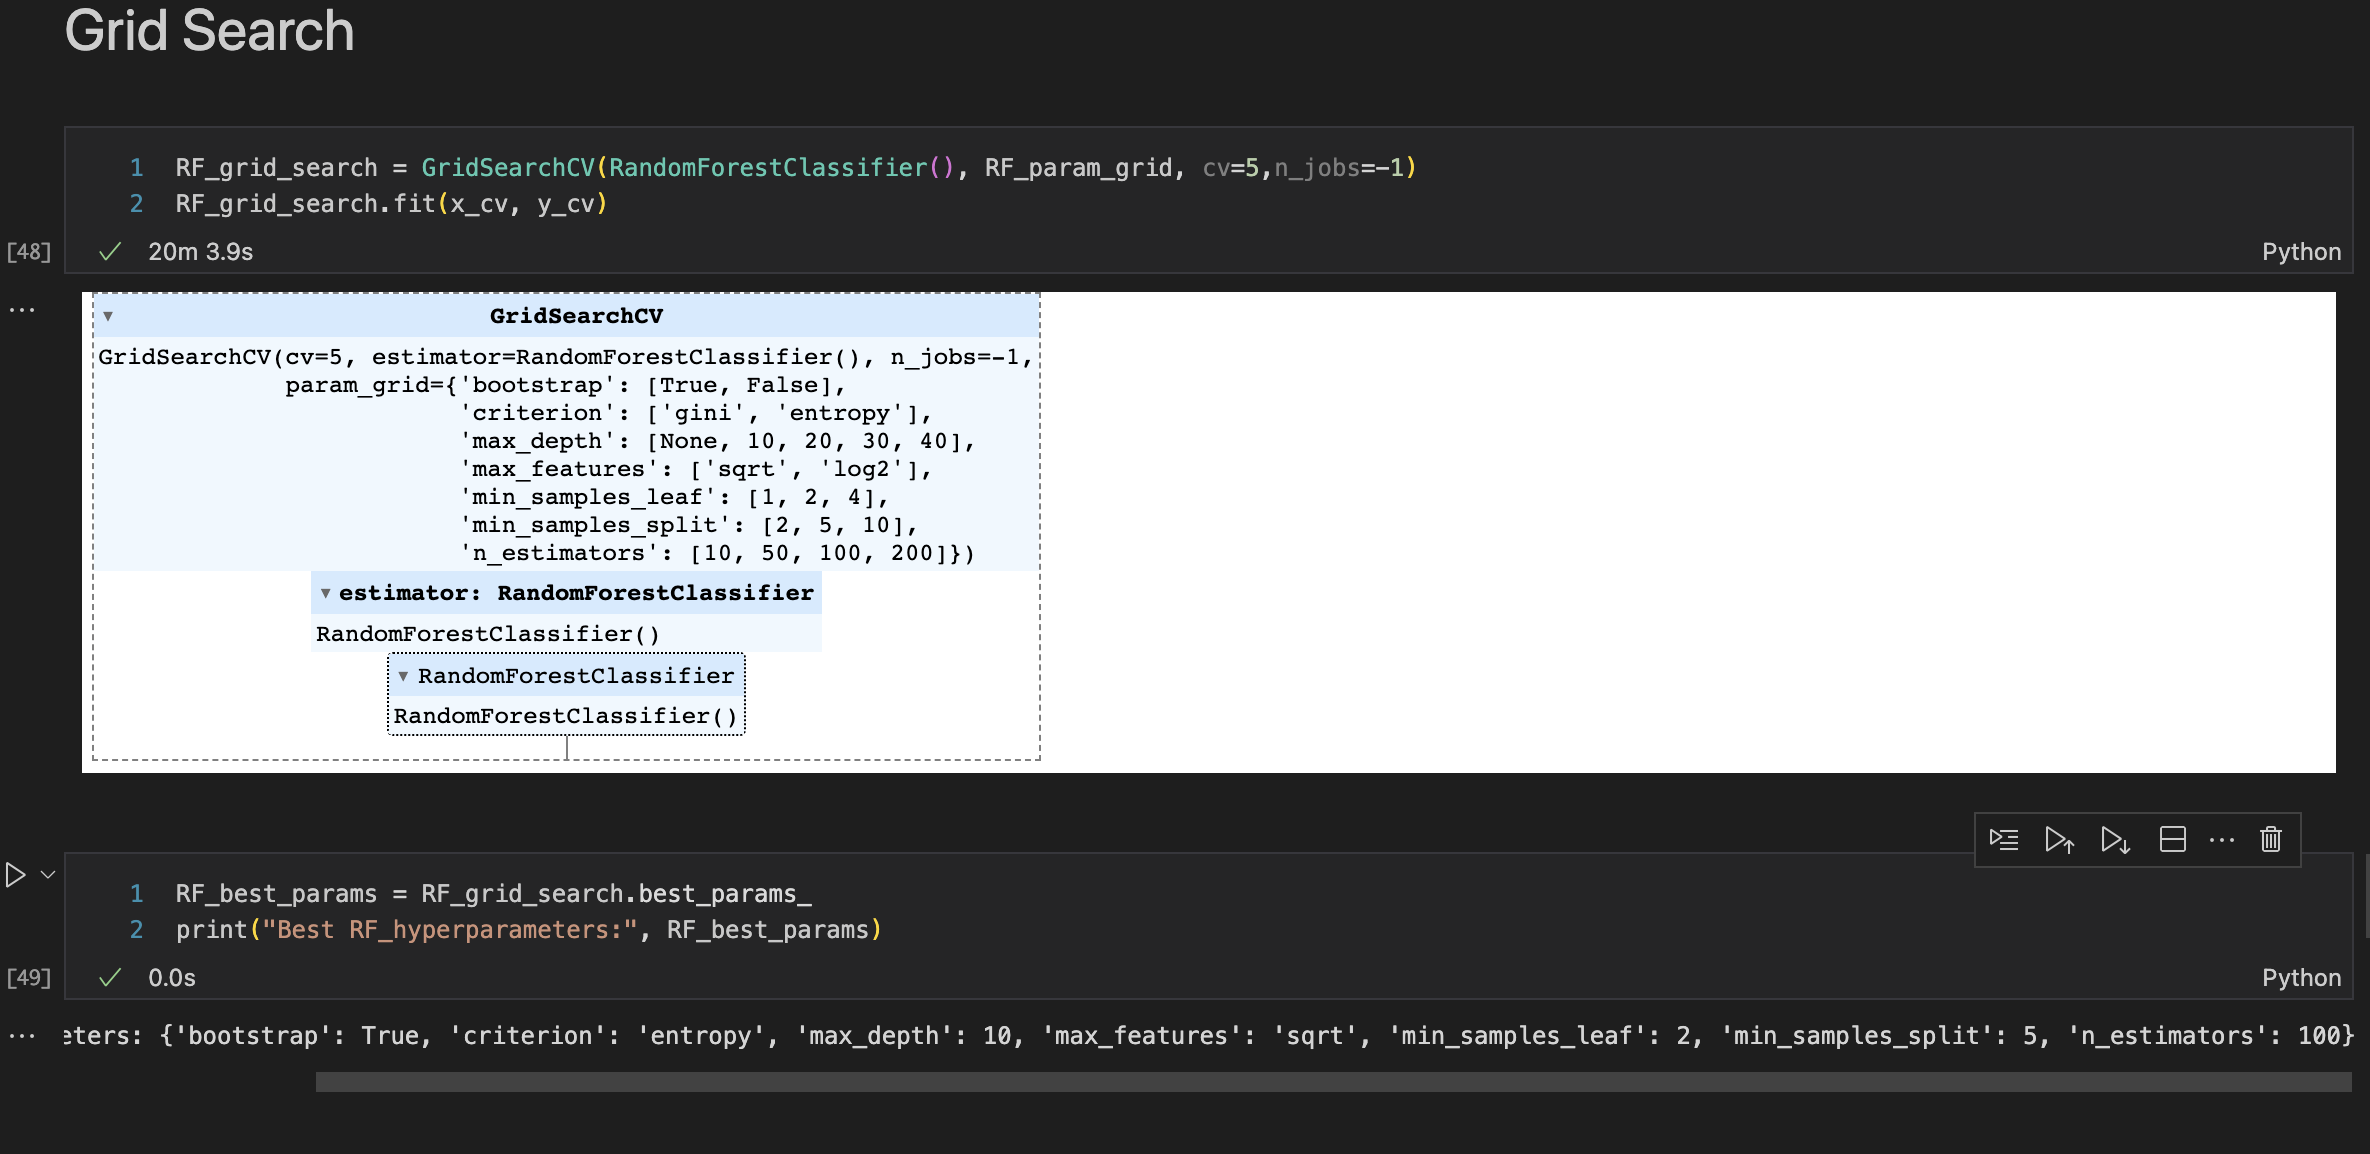 Grid Search
1 RF_grid_search = GridSearchCV(RandomForestClassifier(), RF_param_grid, cv=5,n_jobs=-1)
2 RF_grid_search.fit(x_cv, y_cv)
[48] 20m 3.9s Python
...
▼ GridSearchCV
GridSearchCV(cv=5, estimator=RandomForestClassifier(), n_jobs=-1,
             param_grid={'bootstrap': [True, False],
                         'criterion': ['gini', 'entropy'],
                         'max_depth': [None, 10, 20, 30, 40],
                         'max_features': ['sqrt', 'log2'],
                         'min_samples_leaf': [1, 2, 4],
                         'min_samples_split': [2, 5, 10],
                         'n_estimators': [10, 50, 100, 200]})
▼ estimator: RandomForestClassifier
RandomForestClassifier()
▼ RandomForestClassifier
RandomForestClassifier()
1 RF_best_params = RF_grid_search.best_params_
2 print("Best RF_hyperparameters:", RF_best_params)
[49] 0.0s Python
... eters: {'bootstrap': True, 'criterion': 'entropy', 'max_depth': 10, 'max_features': 'sqrt', 'min_samples_leaf': 2, 'min_samples_split': 5, 'n_estimators': 100}